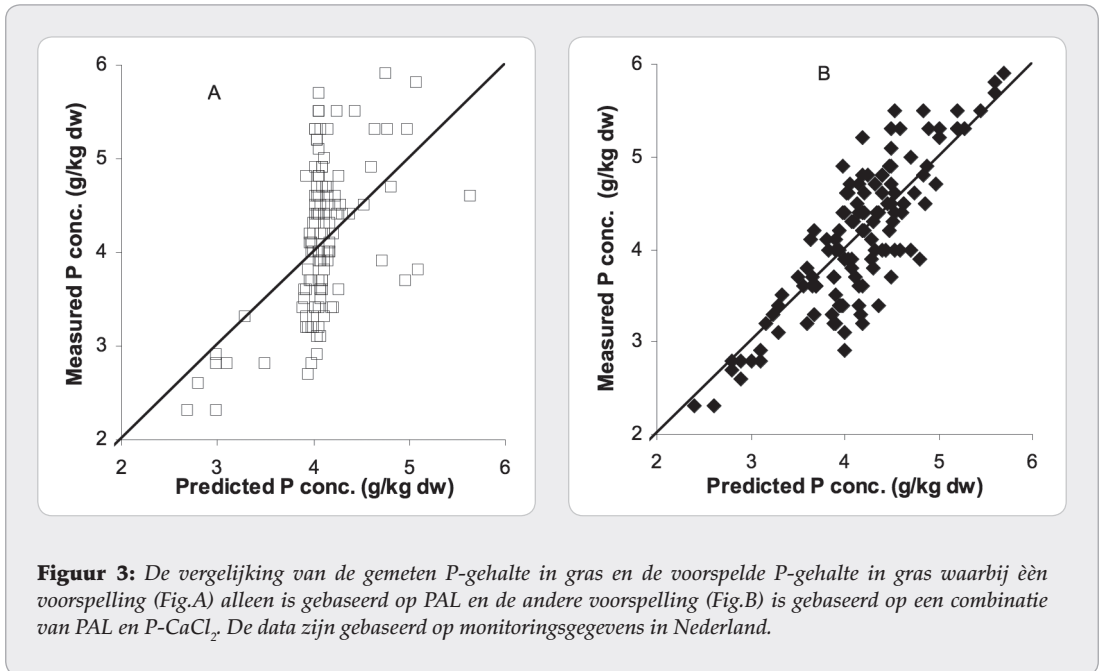 A
Measured P conc. (g/kg dw)
6
5
4
3
2
2 3 4 5 6
Predicted P conc. (g/kg dw)
B
Measured P conc. (g/kg dw)
6
5
4
3
2
2 3 4 5 6
Predicted P conc. (g/kg dw)
Figuur 3: De vergelijking van de gemeten P-gehalte in gras en de voorspelde P-gehalte in gras waarbij èèn
voorspelling (Fig.A) alleen is gebaseerd op PAL en de andere voorspelling (Fig.B) is gebaseerd op een combinatie
van PAL en P-CaCl₂. De data zijn gebaseerd op monitoringsgegevens in Nederland.